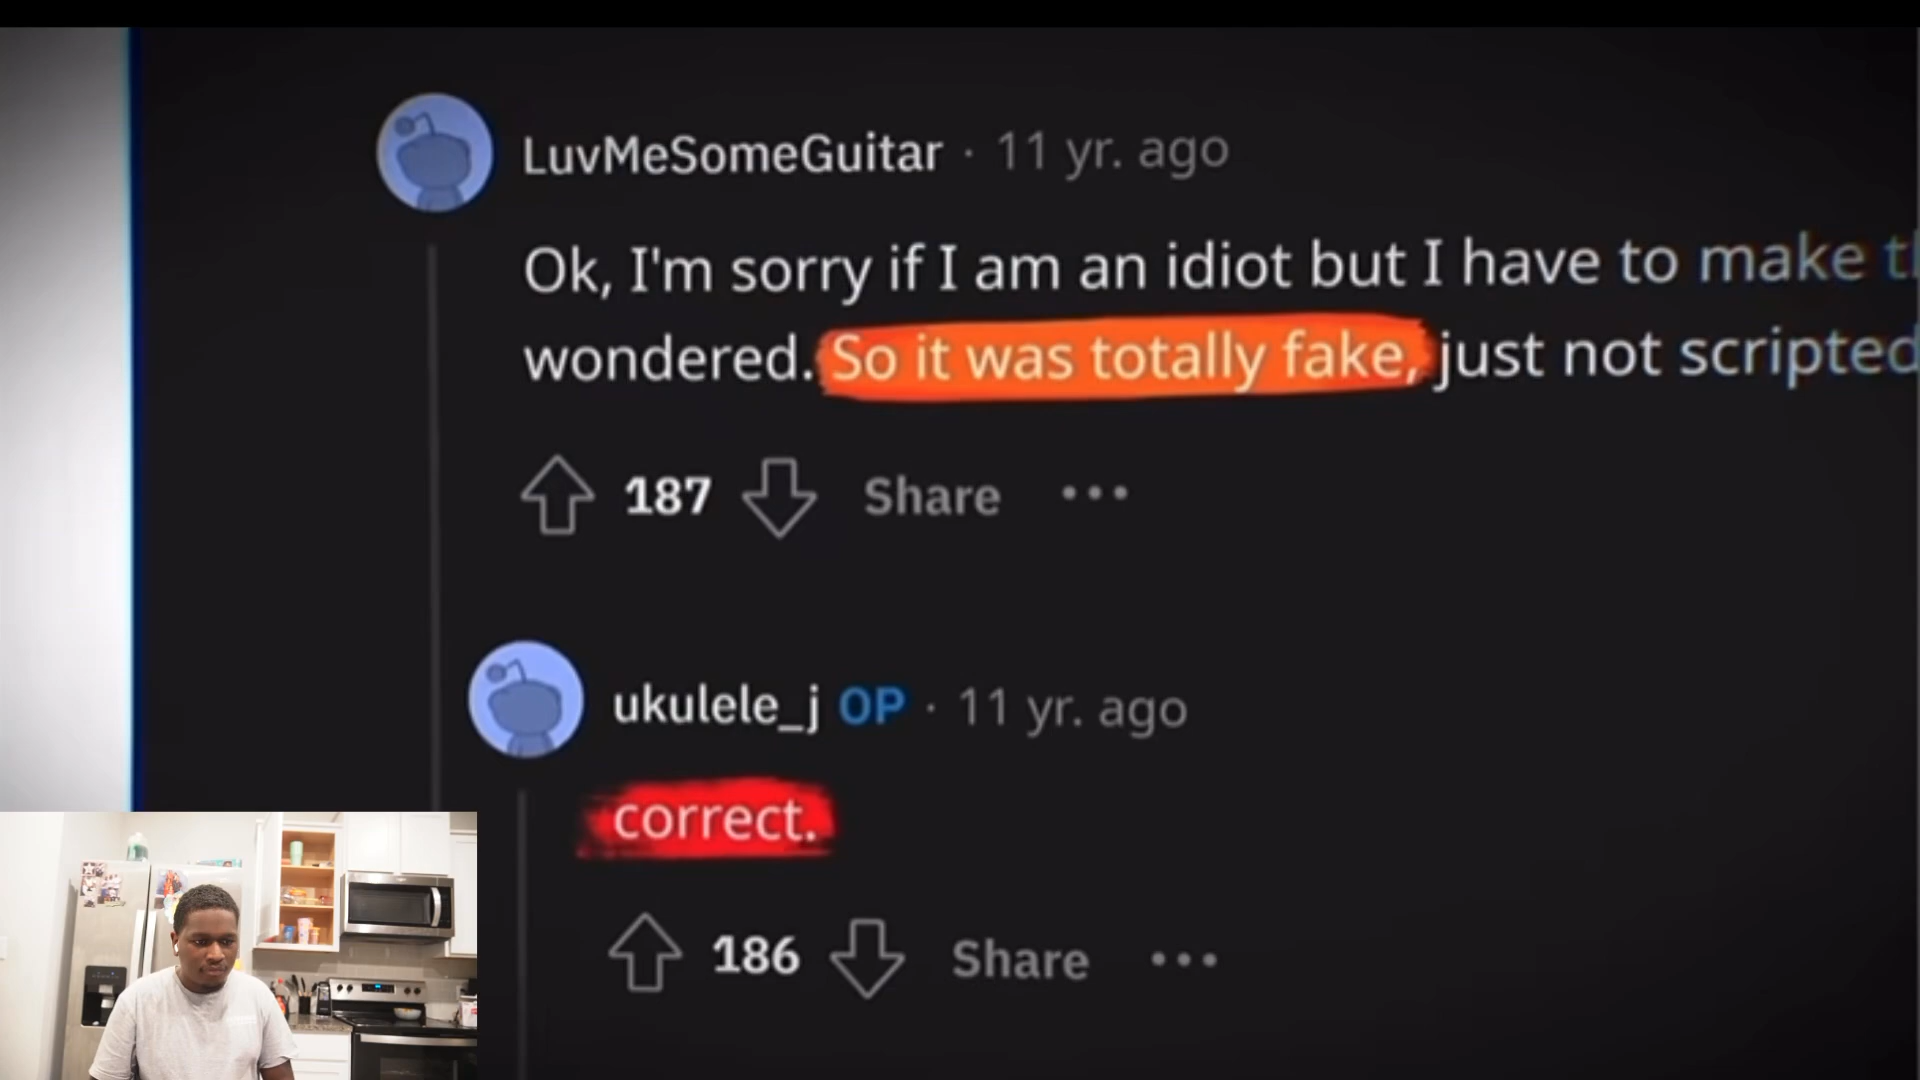 LuvMeSomeGuitar · 11 yr. ago
Ok, I'm sorry if I am an idiot but I have to make
wondered. So it was totally fake, just not scripted
187 Share ...
ukulele_j OP · 11 yr. ago
correct.
186 Share ...